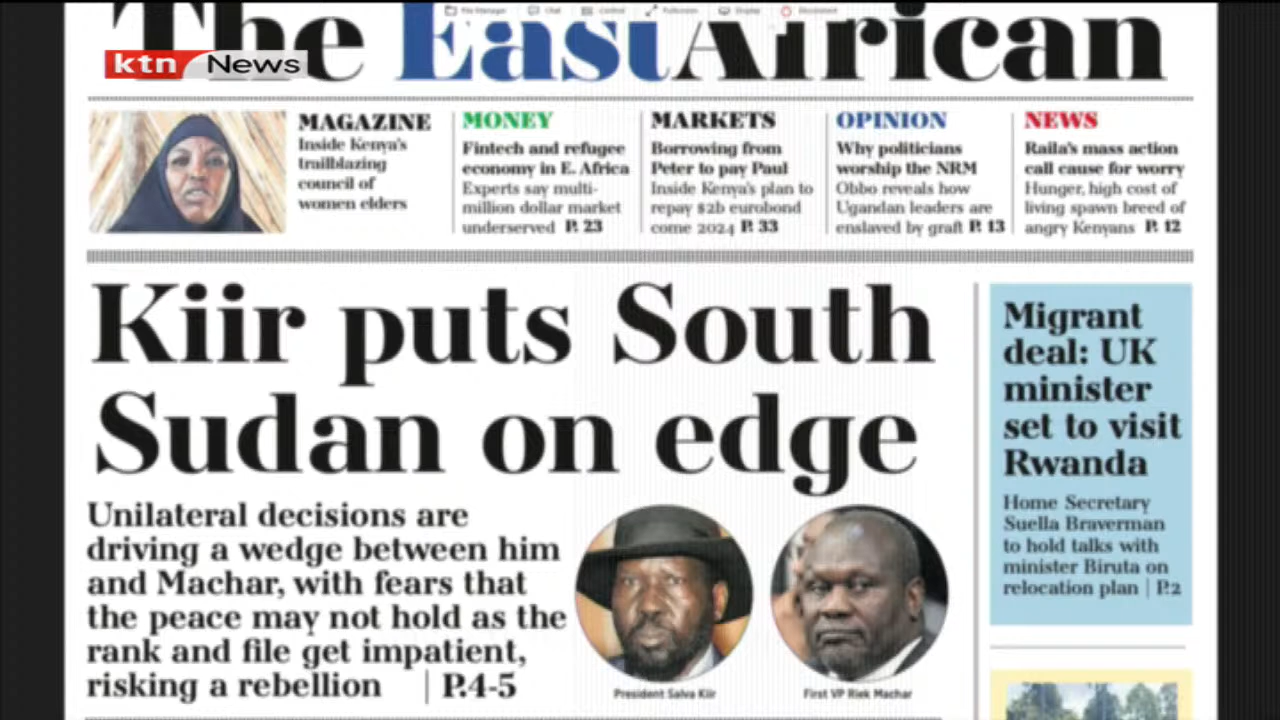 File Manager Chat Control Fullscreen Display Disconnect
The EastAfrican
ktn News
MAGAZINE
Inside Kenya's
trailblazing
council of
women elders
MONEY
Fintech and refugee
economy in E. Africa
Experts say multi-
million dollar market
underserved P. 23
MARKETS
Borrowing from
Peter to pay Paul
Inside Kenya's plan to
repay $2b eurobond
come 2024 P. 33
OPINION
Why politicians
worship the NRM
Obbo reveals how
Ugandan leaders are
enslaved by graft P. 13
NEWS
Raila's mass action
call cause for worry
Hunger, high cost of
living spawn breed of
angry Kenyans P. 12
Kiir puts South
Sudan on edge
Unilateral decisions are
driving a wedge between him
and Machar, with fears that
the peace may not hold as the
rank and file get impatient,
risking a rebellion | P.4-5
President Salva Kiir
First VP Riek Machar
Migrant
deal: UK
minister
set to visit
Rwanda
Home Secretary
Suella Braverman
to hold talks with
minister Biruta on
relocation plan | P.2